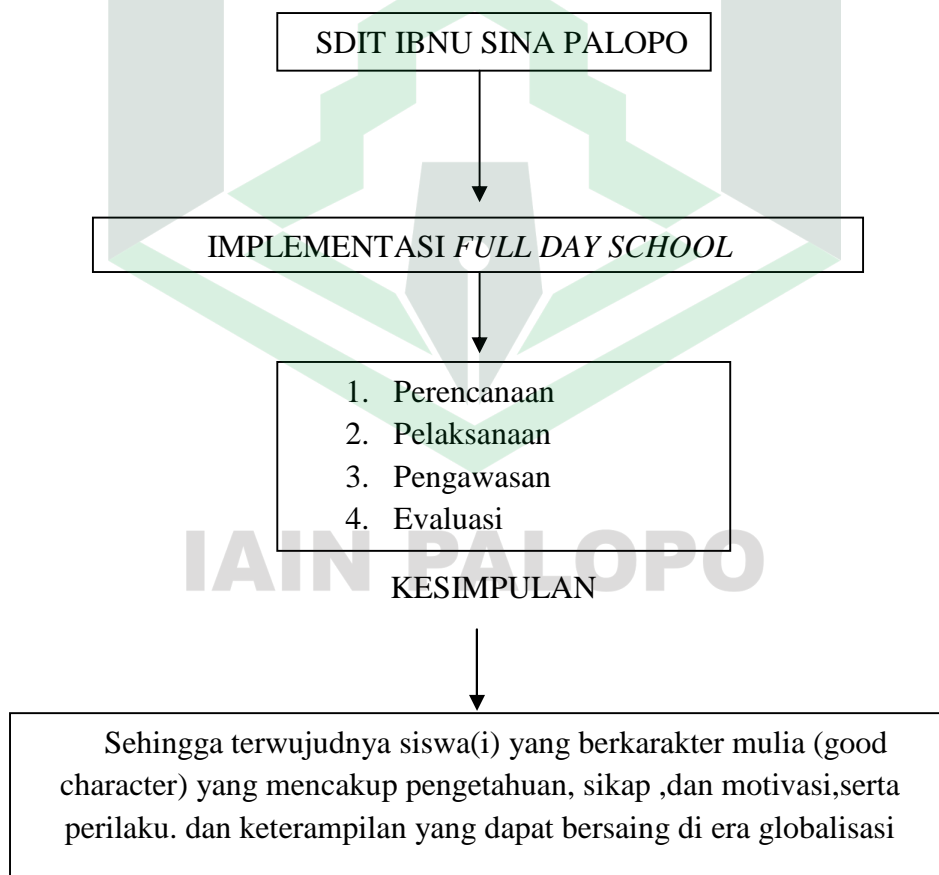 SDIT IBNU SINA PALOPO
IMPLEMENTASI FULL DAY SCHOOL
1. Perencanaan
2. Pelaksanaan
3. Pengawasan
4. Evaluasi
IAIN PALOPO
KESIMPULAN
Sehingga terwujudnya siswa(i) yang berkarakter mulia (good
character) yang mencakup pengetahuan, sikap ,dan motivasi,serta
perilaku. dan keterampilan yang dapat bersaing di era globalisasi